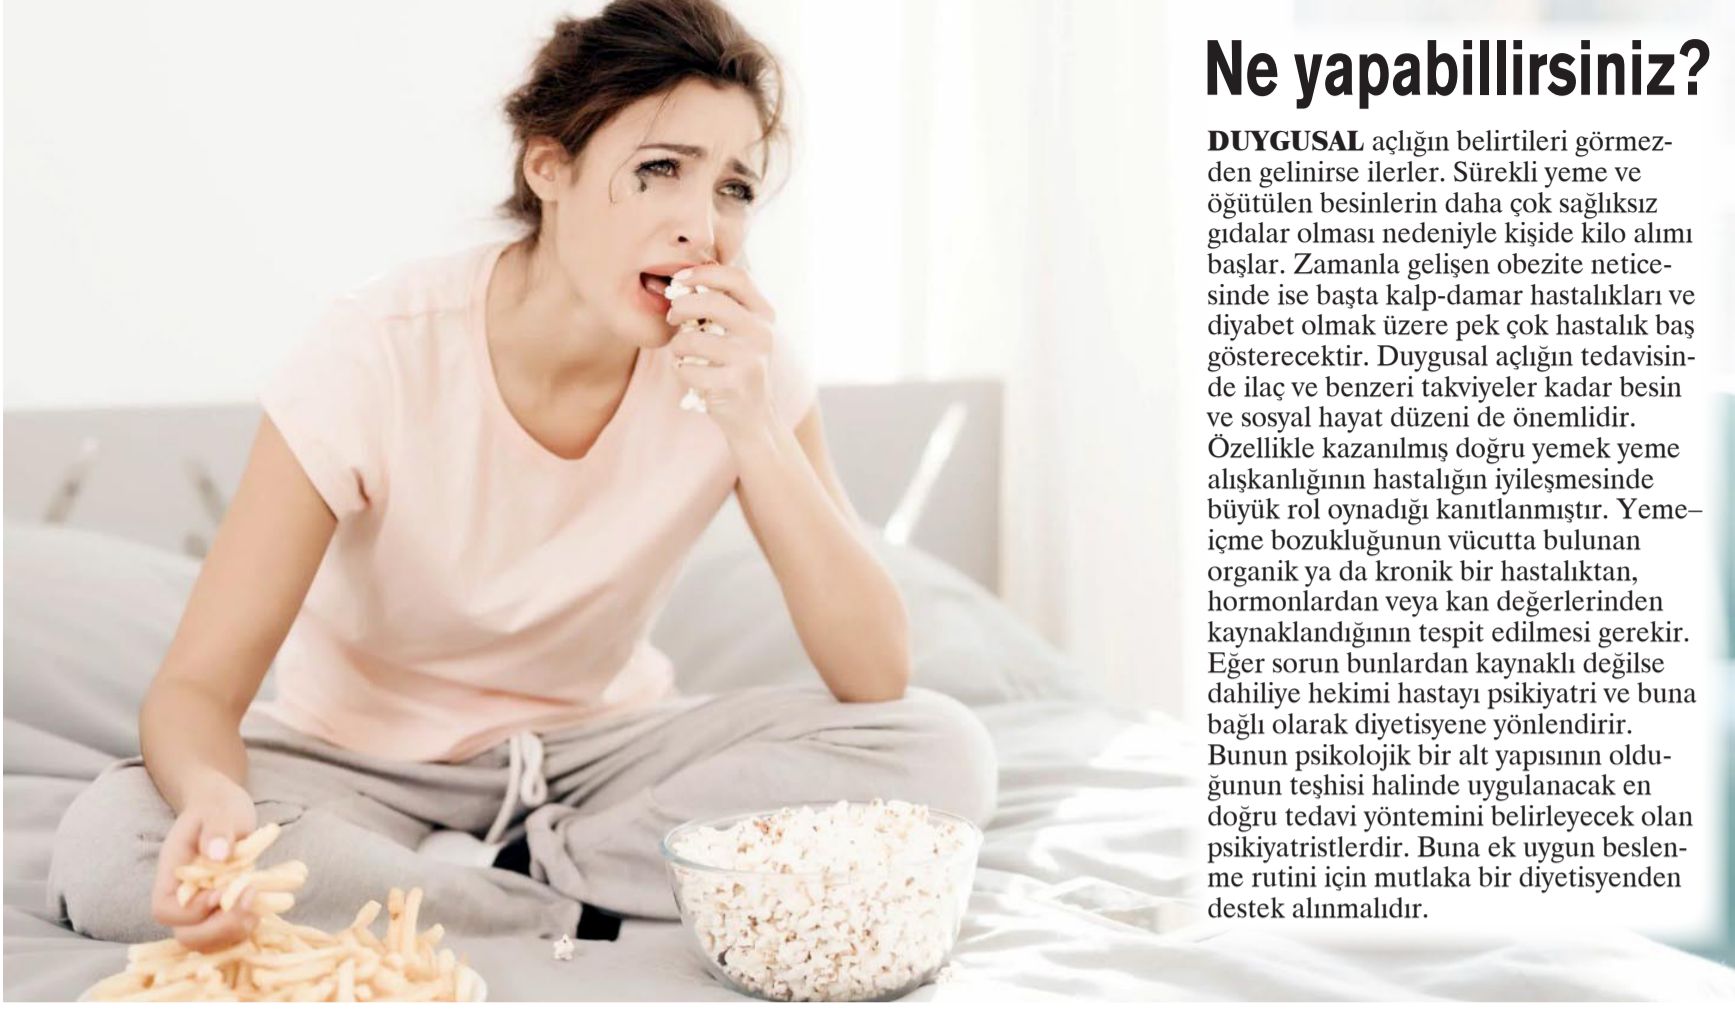 Ne yapabillirsiniz?
DUYGUSAL açlığın belirtileri görmez-
den gelinirse ilerler. Sürekli yeme ve
öğütülen besinlerin daha çok sağlıksız
gıdalar olması nedeniyle kişide kilo alımı
başlar. Zamanla gelişen obezite netice-
sinde ise başta kalp-damar hastalıkları ve
diyabet olmak üzere pek çok hastalık baş
gösterecektir. Duygusal açlığın tedavisin-
de ilaç ve benzeri takviyeler kadar besin
ve sosyal hayat düzeni de önemlidir.
Özellikle kazanılmış doğru yemek yeme
alışkanlığının hastalığın iyileşmesinde
büyük rol oynadığı kanıtlanmıştır. Yeme–
içme bozukluğunun vücutta bulunan
organik ya da kronik bir hastalıktan,
hormonlardan veya kan değerlerinden
kaynaklandığının tespit edilmesi gerekir.
Eğer sorun bunlardan kaynaklı değilse
dahiliye hekimi hastayı psikiyatri ve buna
bağlı olarak diyetisyene yönlendirir.
Bunun psikolojik bir alt yapısının oldu-
ğunun teşhisi halinde uygulanacak en
doğru tedavi yöntemini belirleyecek olan
psikiyatristlerdir. Buna ek uygun beslen-
me rutini için mutlaka bir diyetisyenden
destek alınmalıdır.